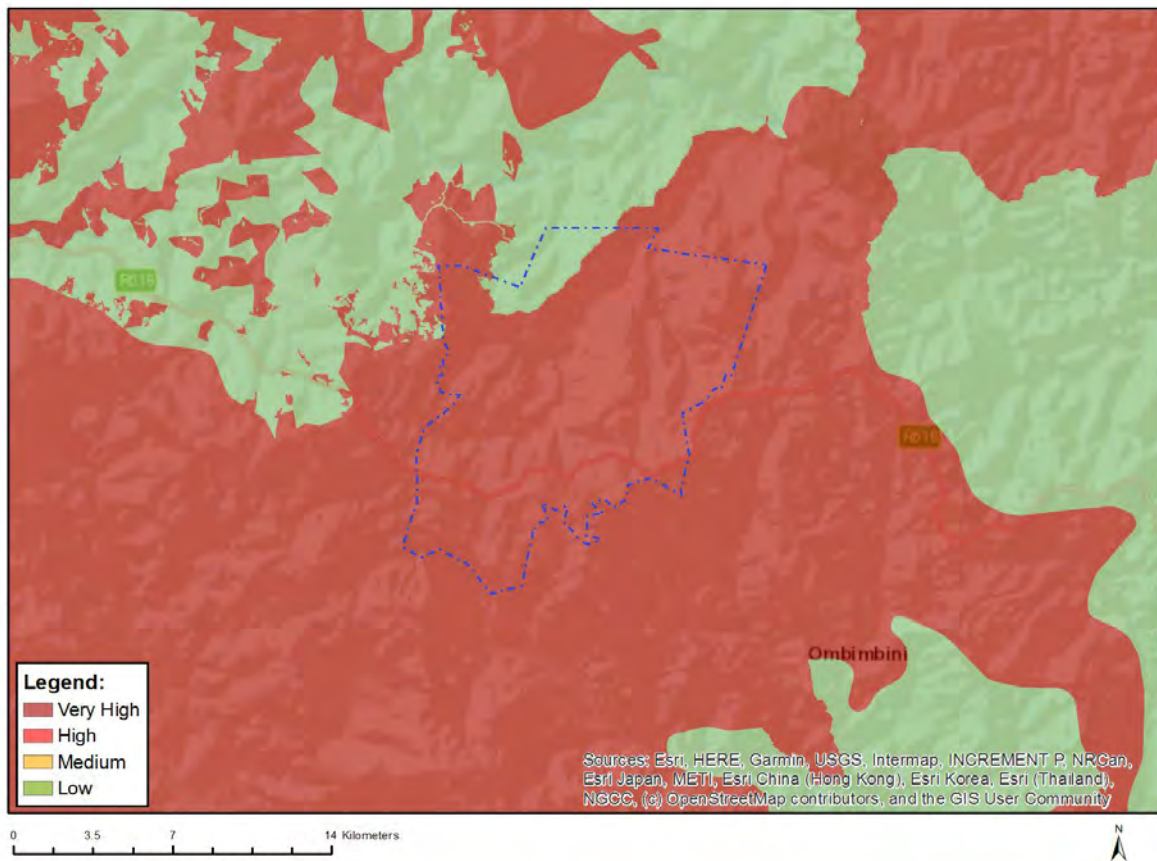 R618
R618
Ombimbini
Legend:
Very High
High
Medium
Low
Sources: Esri, HERE, Garmin, USGS, Intermap, INCREMENT P, NRCan,
Esri Japan, METI, Esri China (Hong Kong), Esri Korea, Esri (Thailand),
NGCC, (c) OpenStreetMap contributors, and the GIS User Community
0 3.5 7 14 Kilometers
N